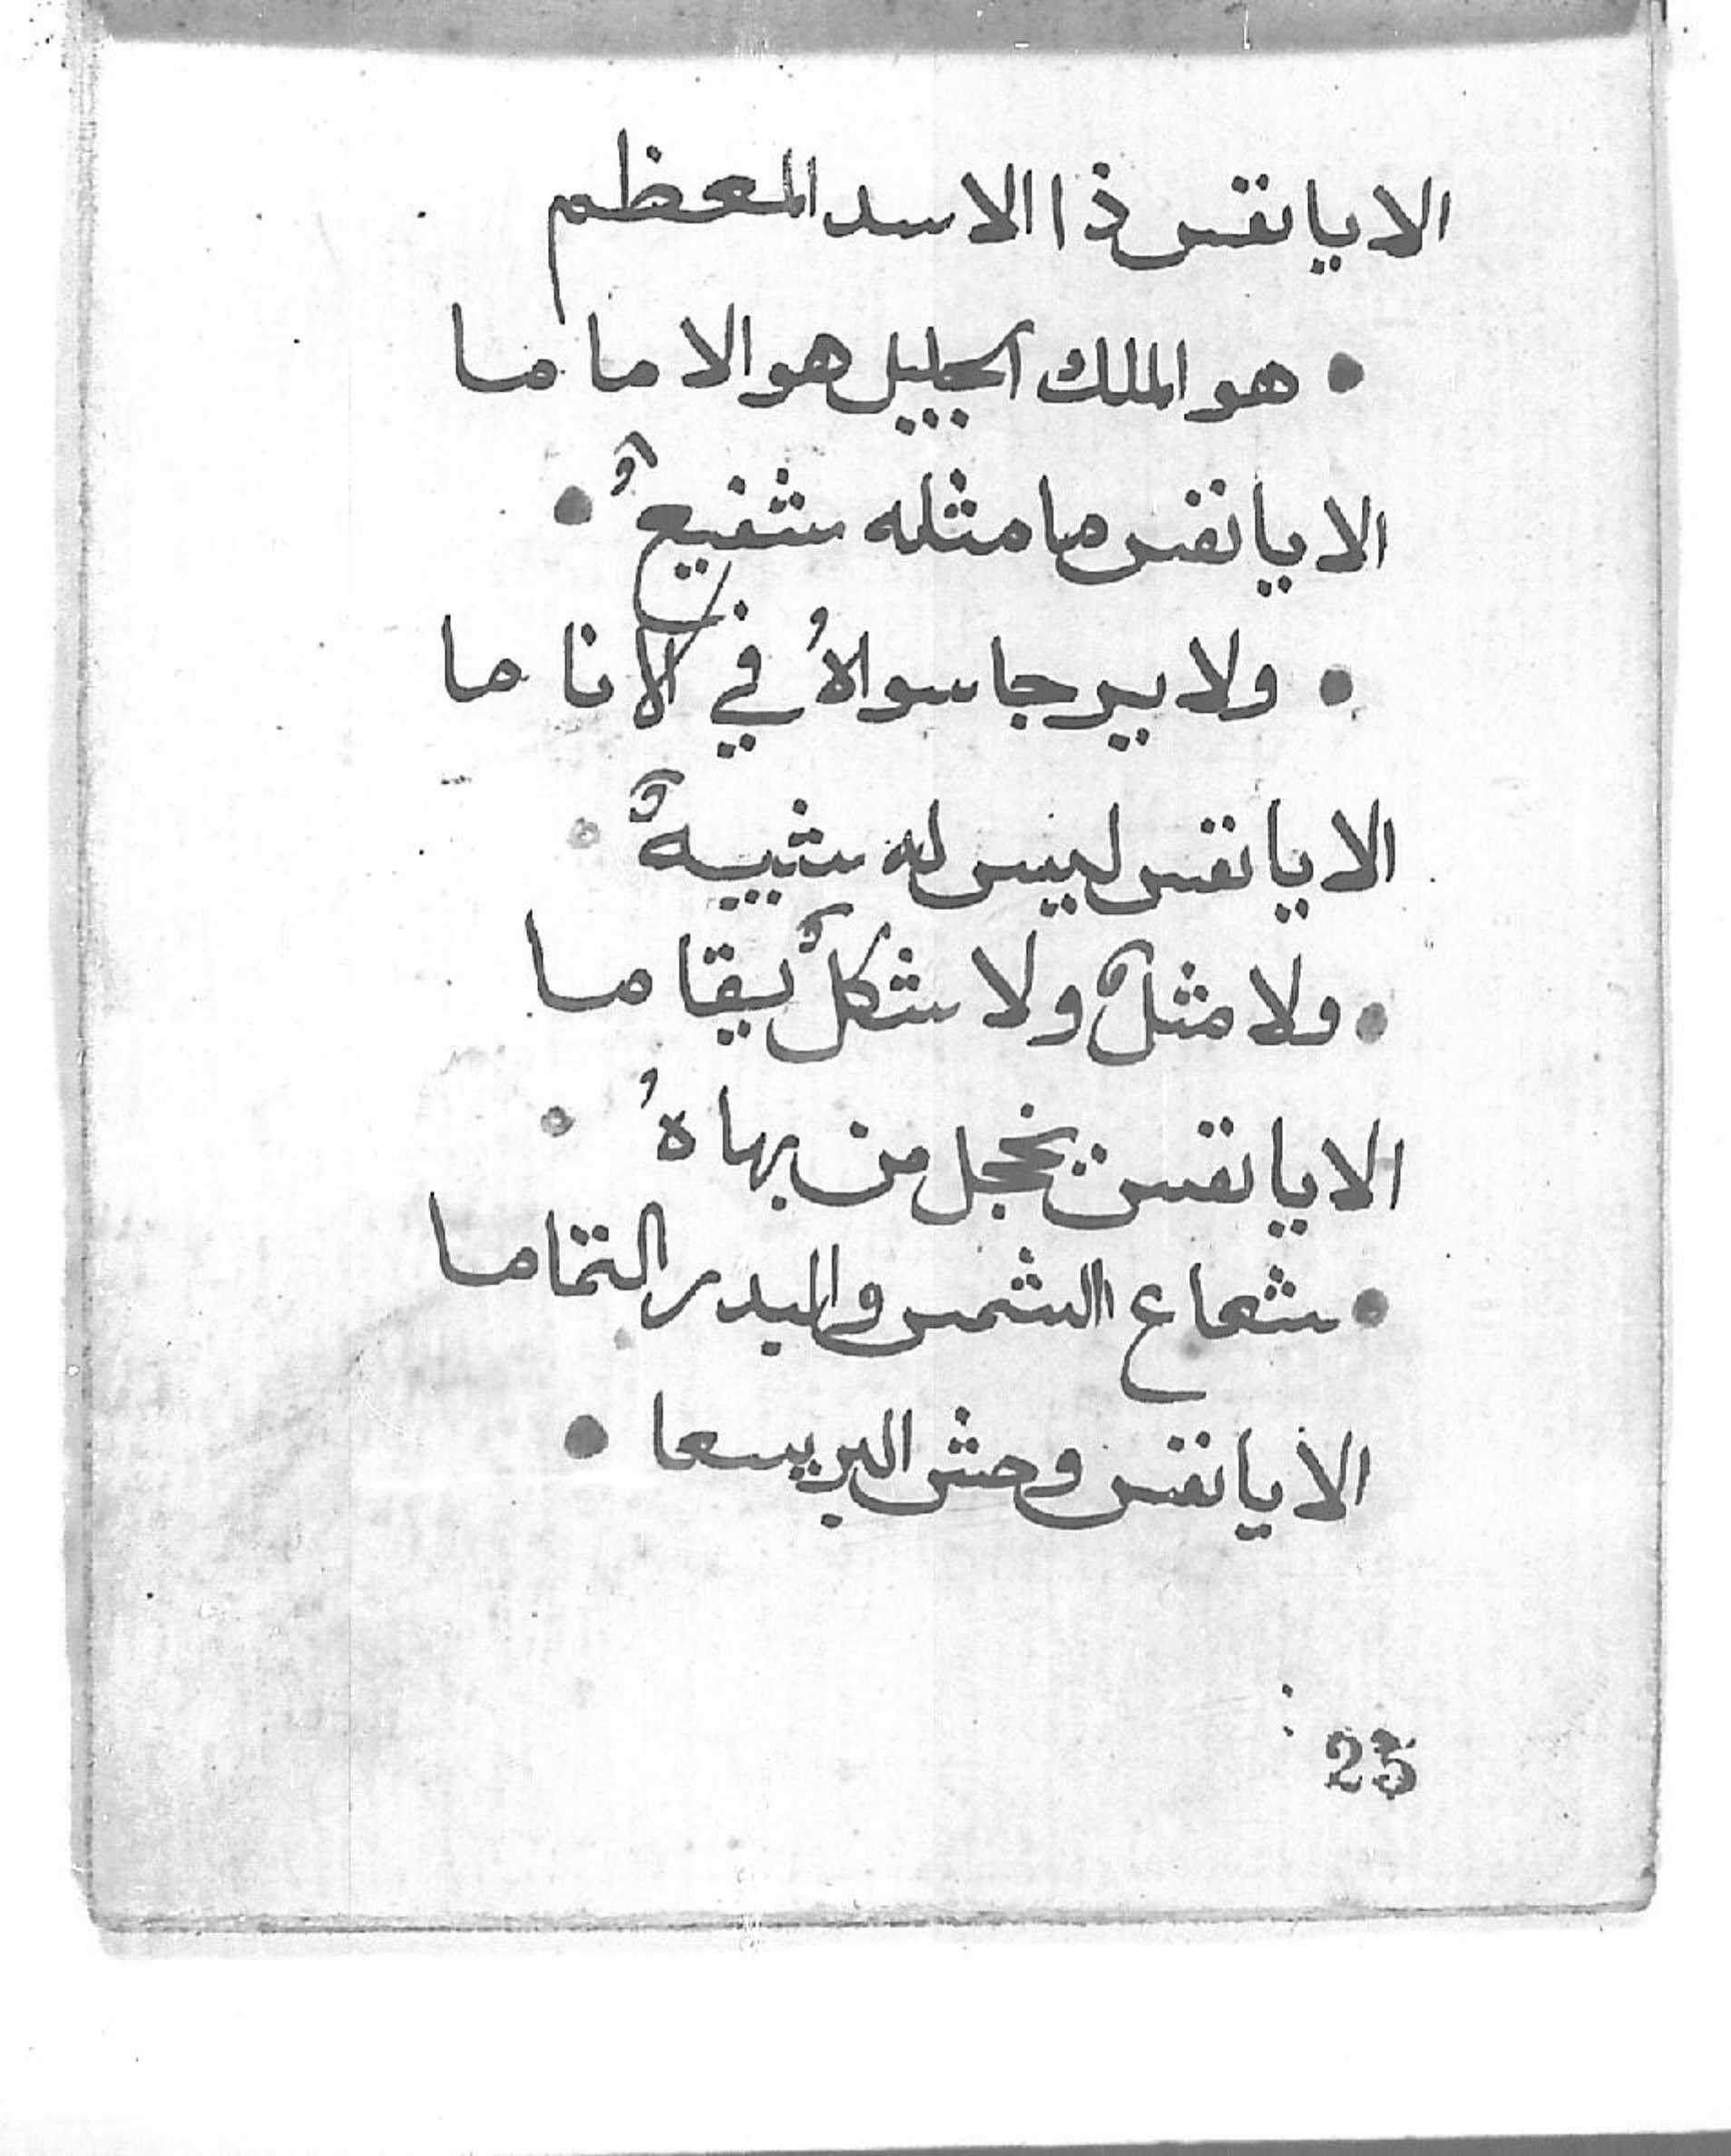 الا يا نفس ذا الاسد المعظم
• هو الملك الجليل هو الاماما
الا يا نفس ما مثله شفيعٌ •
• ولا يرجا سواهُ في الاناما
الا يا نفس ليس له شبيهٌ •
• ولا مثلٌ ولا شكلٌ يقاما
الا يا نفس يخجل من بهاهُ •
• شعاع الشمس والبدر التماما
الا يا نفس وحش البر يسعا •
25